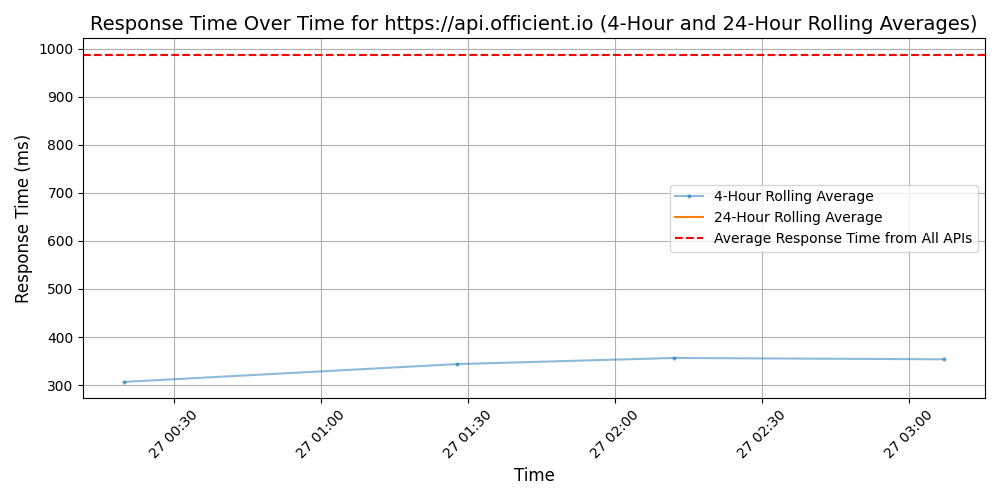 Response Time Over Time for https://api.officient.io (4-Hour and 24-Hour Rolling Averages)
Response Time (ms)
1000
900
800
700
600
500
400
300
4-Hour Rolling Average
24-Hour Rolling Average
Average Response Time from All APIs
27 00:30
27 01:00
27 01:30
27 02:00
27 02:30
27 03:00
Time